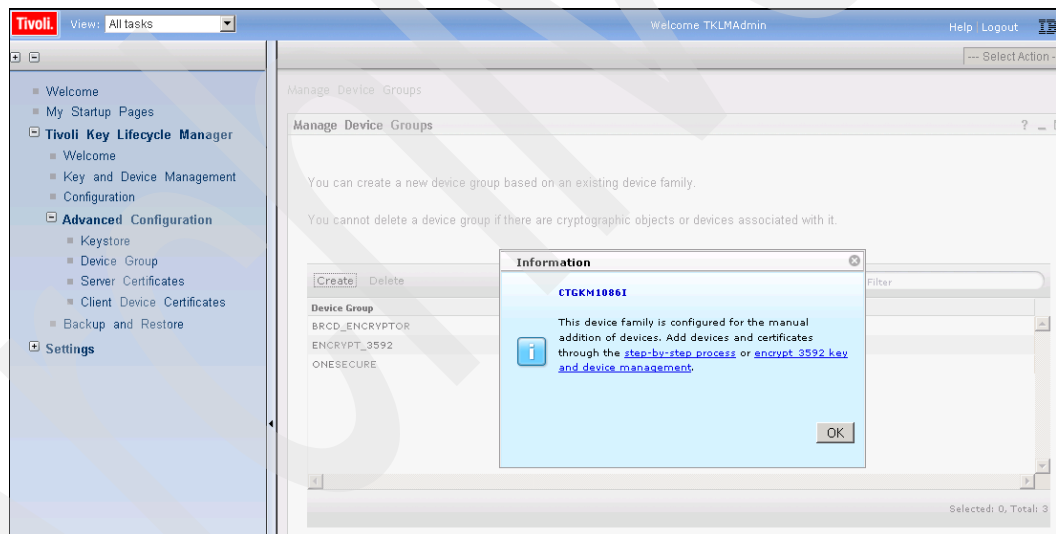 Tivoli. View: All tasks Welcome TKLMAdmin Help Logout
--- Select Action -
Welcome
My Startup Pages
Tivoli Key Lifecycle Manager
Welcome
Key and Device Management
Configuration
Advanced Configuration
Keystore
Device Group
Server Certificates
Client Device Certificates
Backup and Restore
Settings
Manage Device Groups
Manage Device Groups ? _
You can create a new device group based on an existing device family.
You cannot delete a device group if there are cryptographic objects or devices associated with it.
Create Delete Filter
Device Group
BRCD_ENCRYPTOR
ENCRYPT_3592
ONESECURE
Selected: 0, Total: 3
Information
CTGKM1086I
This device family is configured for the manual
addition of devices. Add devices and certificates
through the step-by-step process or encrypt 3592 key
and device management.
OK